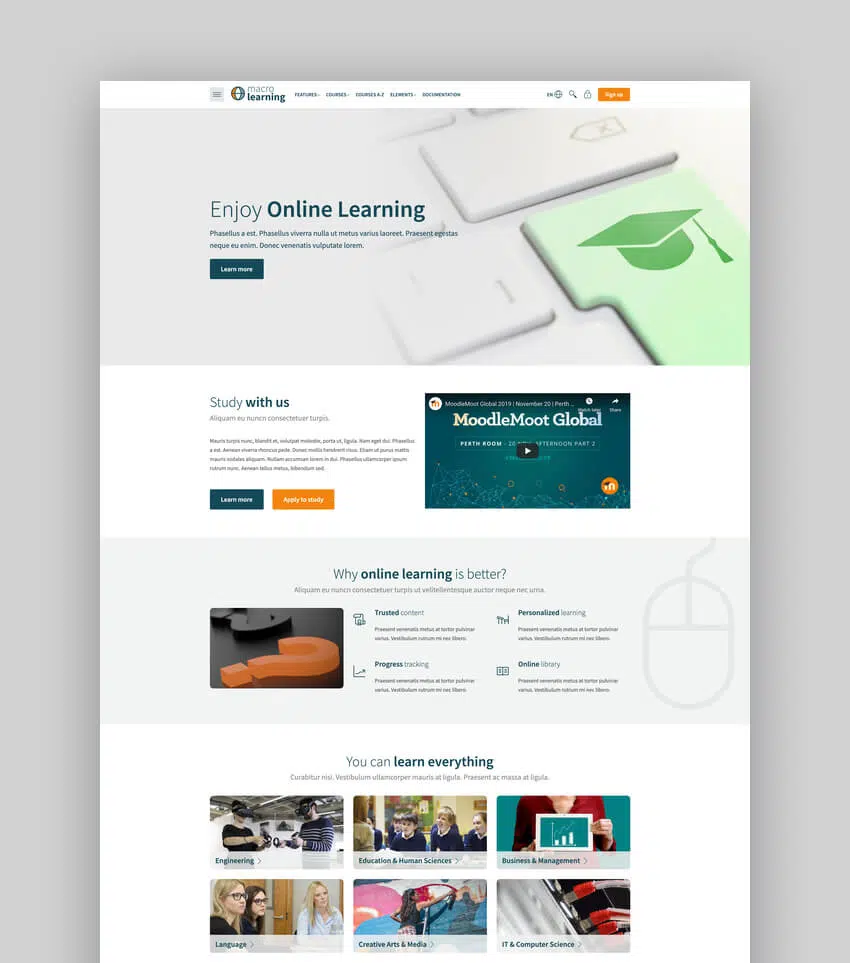 macro
learning
FEATURES
COURSES
COURSES A-Z
ELEMENTS
DOCUMENTATION
EN
Sign up
Enjoy Online Learning
Phasellus a est. Phasellus viverra nulla ut metus varius laoreet. Praesent egestas
neque eu enim. Donec venenatis vulputate lorem.
Learn more
Study with us
Aliquam eu nuncn consectetuer turpis.
Mauris turpis nunc, blandit et, volutpat molestie, porta ut, ligula. Nam eget dui. Phasellus
a est. Aenean viverra rhoncus pede. Donec mollis hendrerit risus. Etiam ut purus mattis
mauris sodales aliquam. Nullam accumsan lorem in dui. Phasellus ullamcorper ipsum
rutrum nunc. Aenean tellus metus, bibendum sed.
Learn more
Apply to study
MoodleMoot Global 2019 | November 20 | Perth ...
Watch later
Share
MoodleMoot Global
PERTH ROOM - 20 AFTERNOON PART 2
Why online learning is better?
Aliquam eu nuncn consectetuer turpis ut velitellentesque auctor neque nec urna.
Trusted content
Praesent venenatis metus at tortor pulvinar
varius. Vestibulum rutrum mi nec libero.
Personalized learning
Praesent venenatis metus at tortor pulvinar
varius. Vestibulum rutrum mi nec libero.
Progress tracking
Praesent venenatis metus at tortor pulvinar
varius. Vestibulum rutrum mi nec libero.
Online library
Praesent venenatis metus at tortor pulvinar
varius. Vestibulum rutrum mi nec libero.
You can learn everything
Curabitur nisi. Vestibulum ullamcorper mauris at ligula. Praesent ac massa at ligula.
Engineering
Education & Human Sciences
Business & Management
Language
Creative Arts & Media
IT & Computer Science